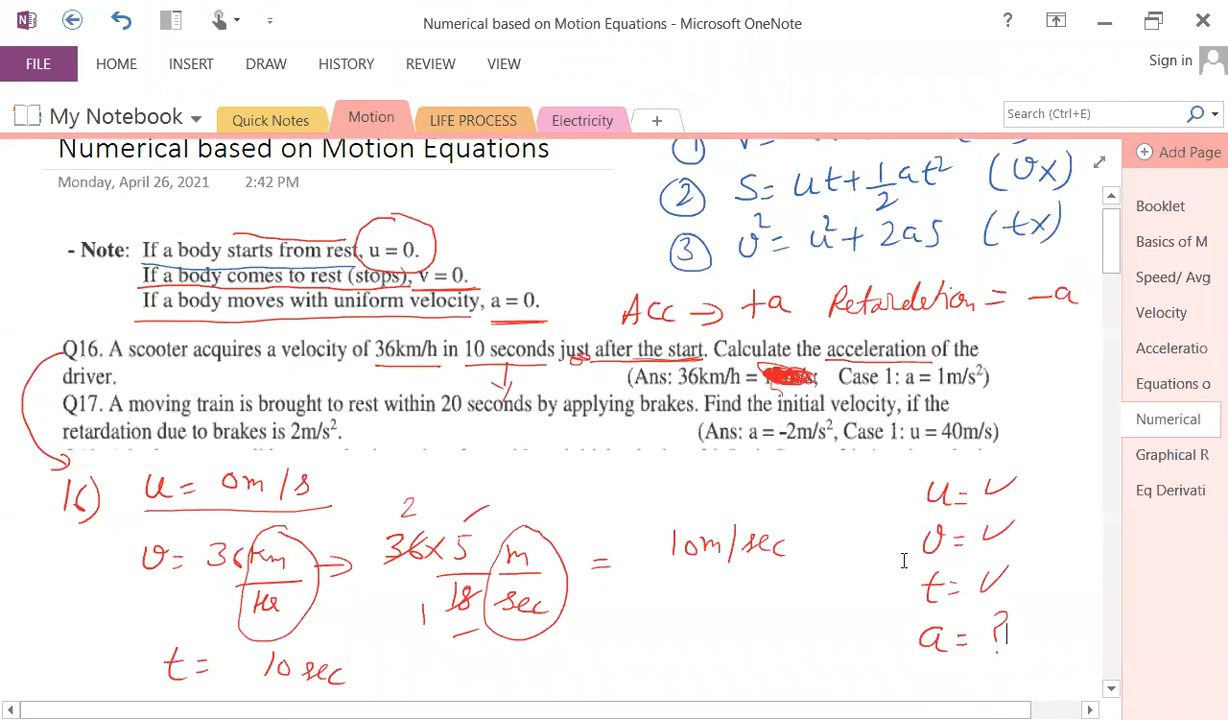 Numerical based on Motion Equations - Microsoft OneNote
FILE HOME INSERT DRAW HISTORY REVIEW VIEW Sign in
My Notebook Quick Notes Motion LIFE PROCESS Electricity + Search (Ctrl+E)
Numerical based on Motion Equations
Monday, April 26, 2021 2:42 PM
② S = ut + 1/2 at² (v x)
③ v² = u² + 2as (t x)
- Note: If a body starts from rest, u = 0.
If a body comes to rest (stops), v = 0.
If a body moves with uniform velocity, a = 0.
Acc → +a Retardetion = -a
Q16. A scooter acquires a velocity of 36km/h in 10 seconds just after the start. Calculate the acceleration of the
driver. (Ans: 36km/h = Case 1: a = 1m/s²)
Q17. A moving train is brought to rest within 20 seconds by applying brakes. Find the initial velocity, if the
retardation due to brakes is 2m/s². (Ans: a = -2m/s², Case 1: u = 40m/s)
16) u = 0m/s
v = 36 km/Hr → 36 × 5/18 m/sec = 10m/sec
2
1
t = 10sec
u = ✓
v = ✓
t = ✓
a = ?
Add Page
Booklet
Basics of M
Speed/ Avg
Velocity
Acceleratio
Equations o
Numerical
Graphical R
Eq Derivati